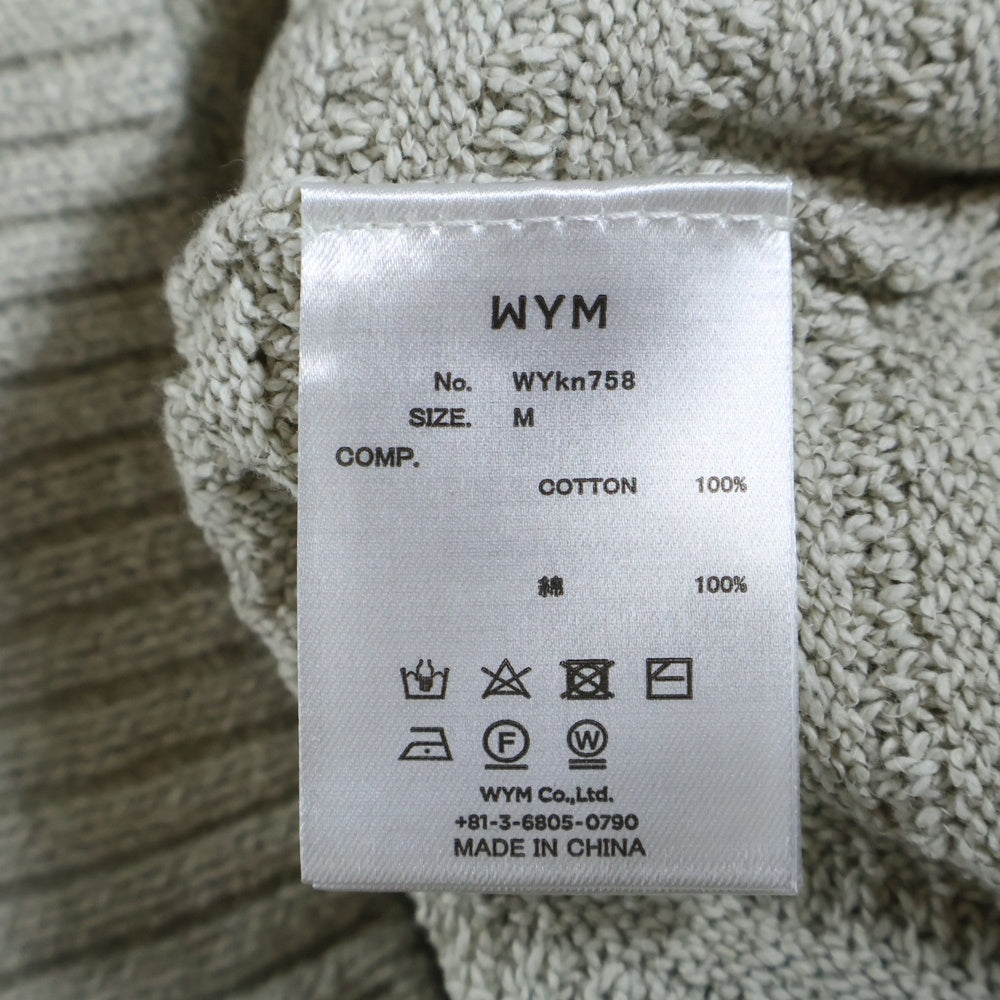 WYM
No. WYkn758
SIZE. M
COMP.
COTTON 100%
綿 100%
F W
WYM Co.,Ltd.
+81-3-6805-0790
MADE IN CHINA